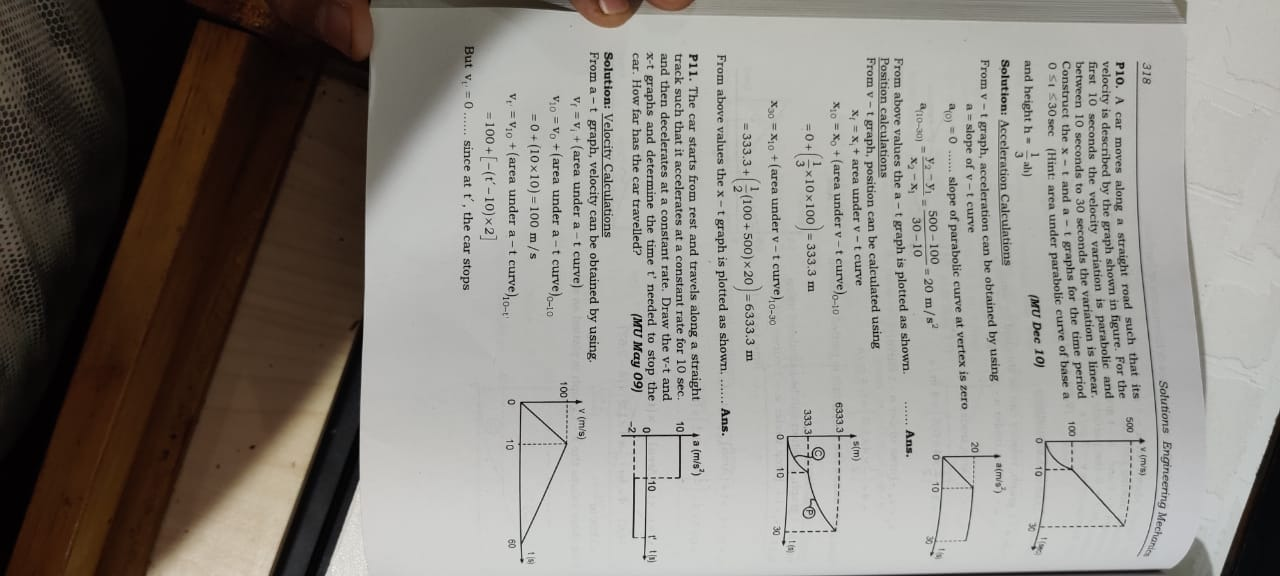 318
Solutions Engineering Mechanics
P10. A car moves along a straight road such that its
velocity is described by the graph shown in figure. For the
first 10 seconds the velocity variation is parabolic and
between 10 seconds to 30 seconds the variation is linear.
Construct the x - t and a - t graphs for the time period
0 ≤ t ≤ 30 sec (Hint: area under parabolic curve of base a
and height h = 1/3 ah)
(MU Dec 10)
v (m/s)
500
100
0
10
30
t (sec)
Solution: Acceleration Calculations
From v - t graph, acceleration can be obtained by using
a = slope of v - t curve
a(0) = 0 ...... slope of parabolic curve at vertex is zero
a(10-30) = (y2 - y1)/(x2 - x1) = (500 - 100)/(30 - 10) = 20 m/s²
From above values the a - t graph is plotted as shown. ...... Ans.
a(m/s²)
20
0
10
30
t (s)
Position calculations
From v - t graph, position can be calculated using
xf = xi + area under v - t curve
x10 = x0 + (area under v - t curve)0-10
= 0 + (1/3 × 10 × 100) = 333.3 m
x30 = x10 + (area under v - t curve)10-30
= 333.3 + (1/2 (100 + 500) × 20) = 6333.3 m
s(m)
6333.3
333.3
C
P
0
10
30
t (s)
From above values the x - t graph is plotted as shown. ...... Ans.
P11. The car starts from rest and travels along a straight
track such that it accelerates at a constant rate for 10 sec.
and then decelerates at a constant rate. Draw the v-t and
x-t graphs and determine the time t' needed to stop the
car. How far has the car travelled?
(MU May 09)
a (m/s²)
10
0
-2
10
t'
t (s)
Solution: Velocity Calculations
From a - t graph, velocity can be obtained by using.
vf = vi + (area under a - t curve)
v10 = v0 + (area under a - t curve)0-10
= 0 + (10 × 10) = 100 m/s
vt' = v10 + (area under a - t curve)10-t'
= 100 + [-(t' - 10) × 2]
But vt' = 0 ...... since at t', the car stops
v (m/s)
100
0
10
60
t (s)